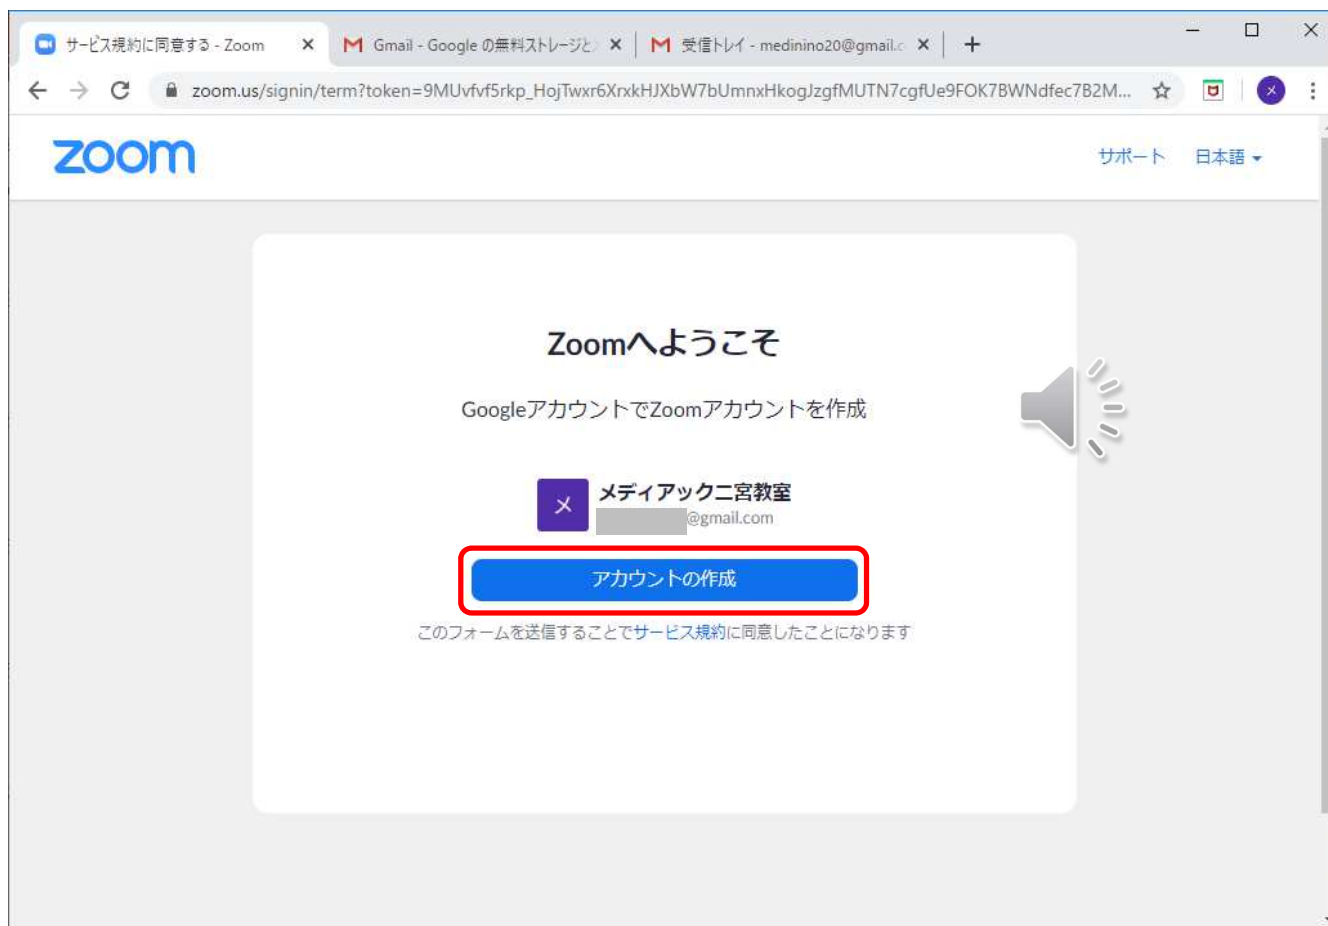 サービス規約に同意する - Zoom
Gmail - Google の無料ストレージと
受信トレイ - medinino20@gmail.c
zoom.us/signin/term?token=9MUvfvf5rkp_HojTwxr6XrxkHJXbW7bUmnxHkogJzgfMUTN7cgfUe9FOK7BWNdfec7B2M...
zoom
サポート 日本語
Zoomへようこそ
GoogleアカウントでZoomアカウントを作成
メ
メディアック二宮教室
@gmail.com
アカウントの作成
このフォームを送信することでサービス規約に同意したことになります